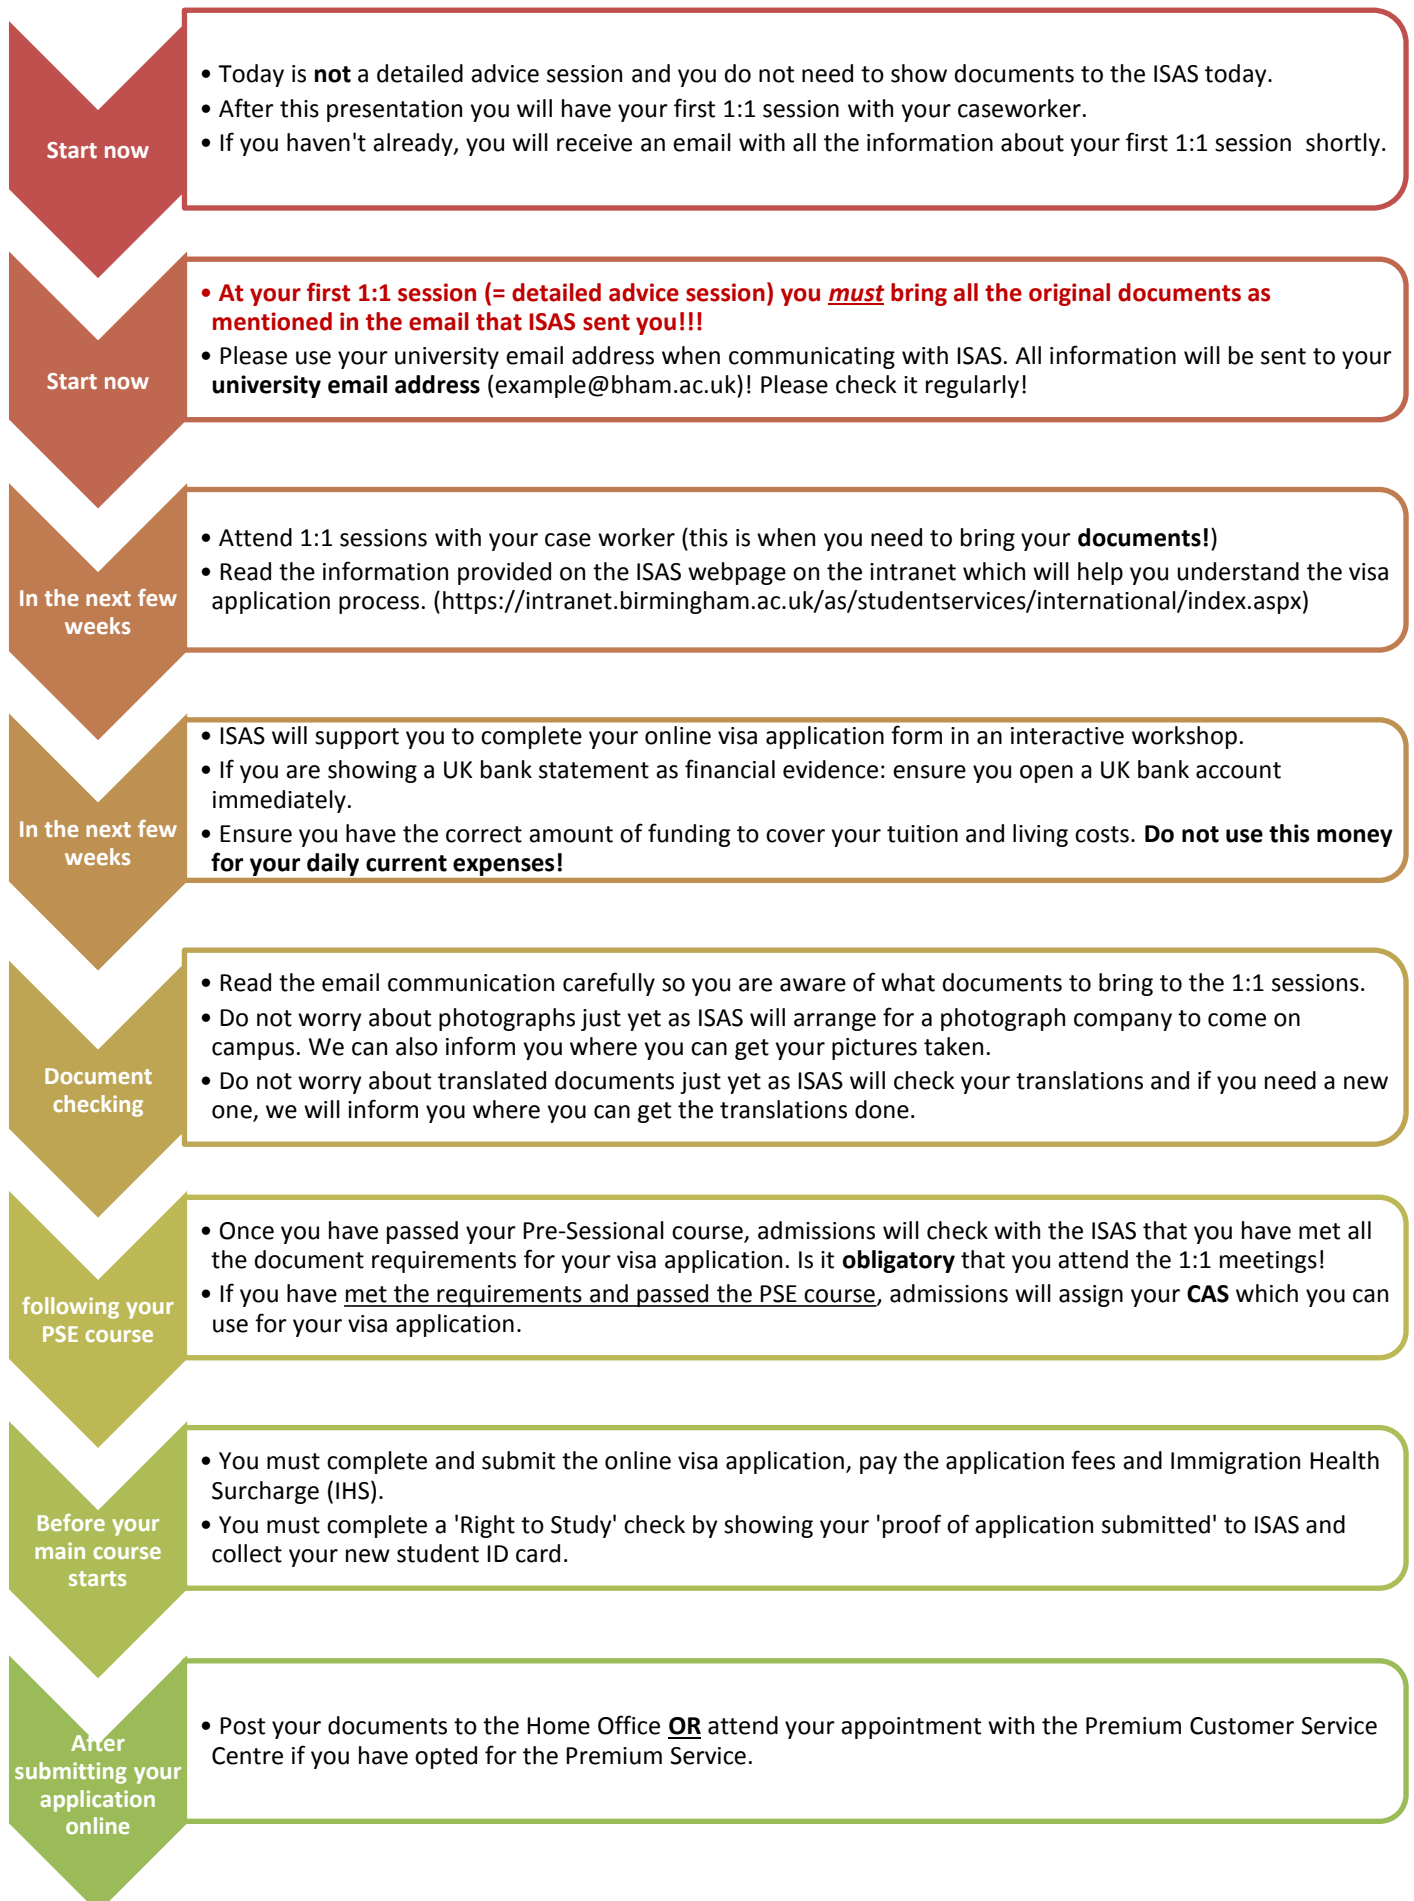 Start now
• Today is not a detailed advice session and you do not need to show documents to the ISAS today.
• After this presentation you will have your first 1:1 session with your caseworker.
• If you haven't already, you will receive an email with all the information about your first 1:1 session  shortly.
Start now
• At your first 1:1 session (= detailed advice session) you must bring all the original documents as
mentioned in the email that ISAS sent you!!!
• Please use your university email address when communicating with ISAS. All information will be sent to your
university email address (example@bham.ac.uk)! Please check it regularly!
In the next few
weeks
• Attend 1:1 sessions with your case worker (this is when you need to bring your documents!)
• Read the information provided on the ISAS webpage on the intranet which will help you understand the visa
application process. (https://intranet.birmingham.ac.uk/as/studentservices/international/index.aspx)
In the next few
weeks
• ISAS will support you to complete your online visa application form in an interactive workshop.
• If you are showing a UK bank statement as financial evidence: ensure you open a UK bank account
immediately.
• Ensure you have the correct amount of funding to cover your tuition and living costs. Do not use this money
for your daily current expenses!
Document
checking
• Read the email communication carefully so you are aware of what documents to bring to the 1:1 sessions.
• Do not worry about photographs just yet as ISAS will arrange for a photograph company to come on
campus. We can also inform you where you can get your pictures taken.
• Do not worry about translated documents just yet as ISAS will check your translations and if you need a new
one, we will inform you where you can get the translations done.
following your
PSE course
• Once you have passed your Pre-Sessional course, admissions will check with the ISAS that you have met all
the document requirements for your visa application. Is it obligatory that you attend the 1:1 meetings!
• If you have met the requirements and passed the PSE course, admissions will assign your CAS which you can
use for your visa application.
Before your
main course
starts
• You must complete and submit the online visa application, pay the application fees and Immigration Health
Surcharge (IHS).
• You must complete a 'Right to Study' check by showing your 'proof of application submitted' to ISAS and
collect your new student ID card.
After
submitting your
application
online
• Post your documents to the Home Office OR attend your appointment with the Premium Customer Service
Centre if you have opted for the Premium Service.